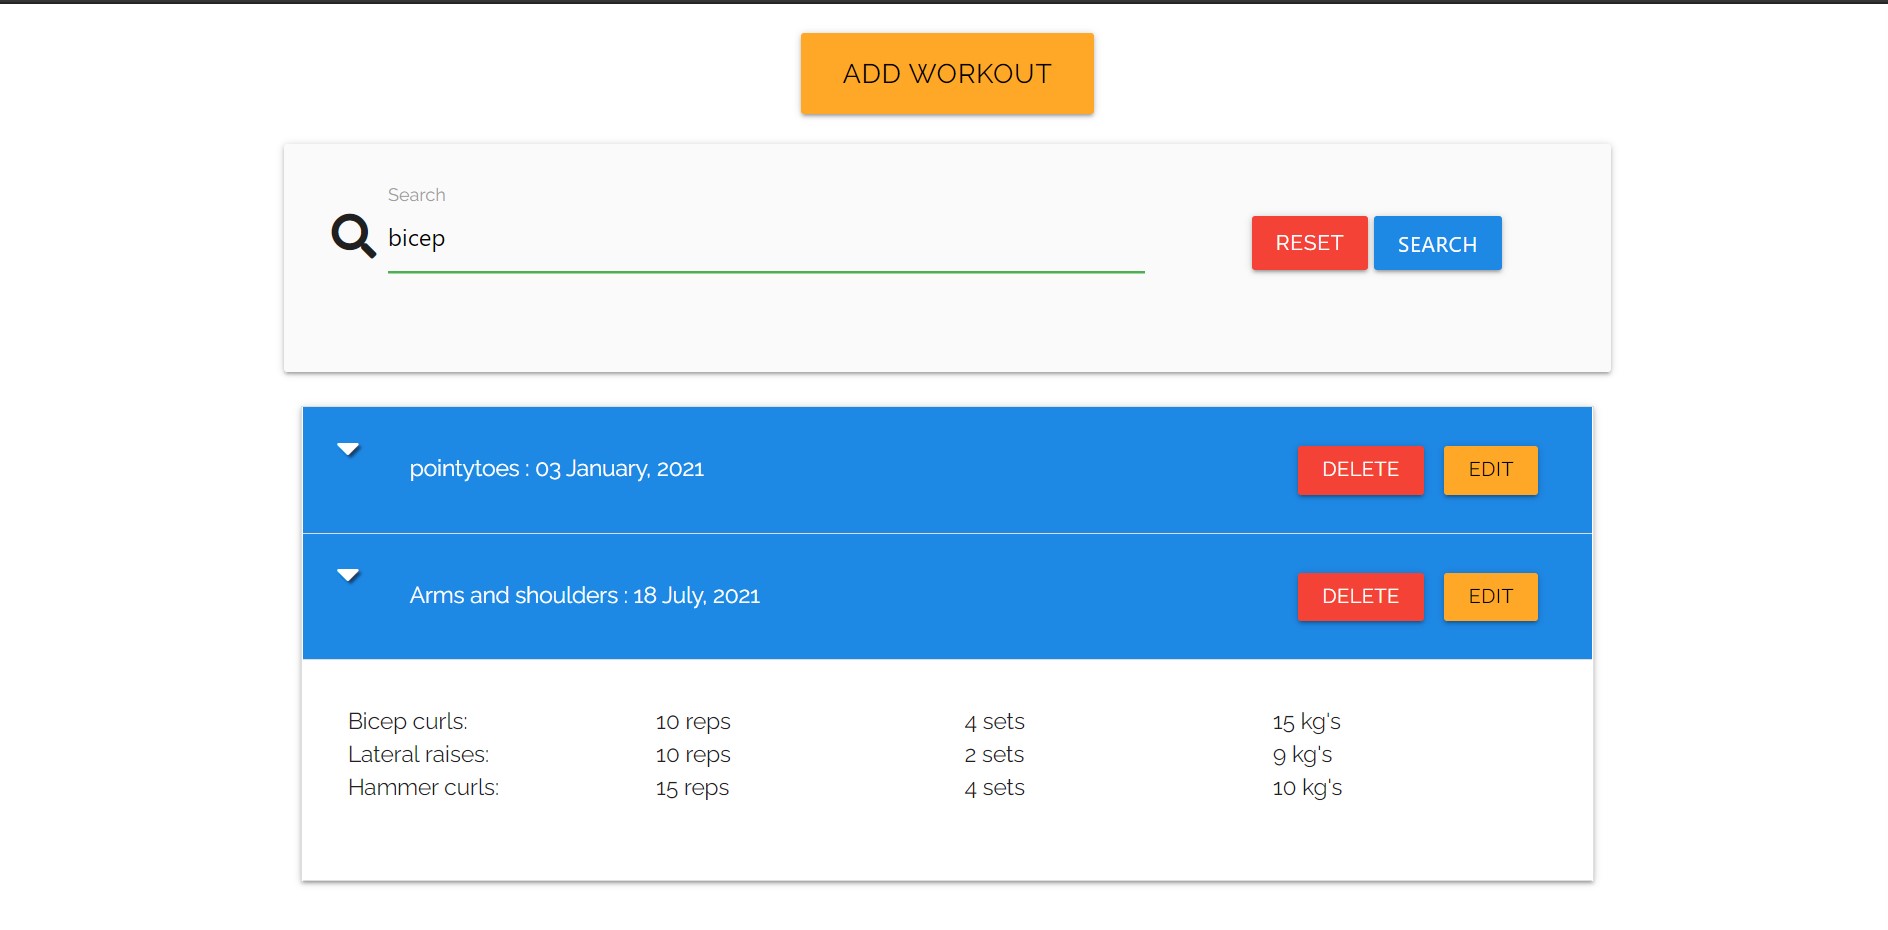 ADD WORKOUT
Search
bicep
RESET SEARCH
pointytoes : 03 January, 2021 DELETE EDIT
Arms and shoulders : 18 July, 2021 DELETE EDIT
Bicep curls: 10 reps 4 sets 15 kg's
Lateral raises: 10 reps 2 sets 9 kg's
Hammer curls: 15 reps 4 sets 10 kg's